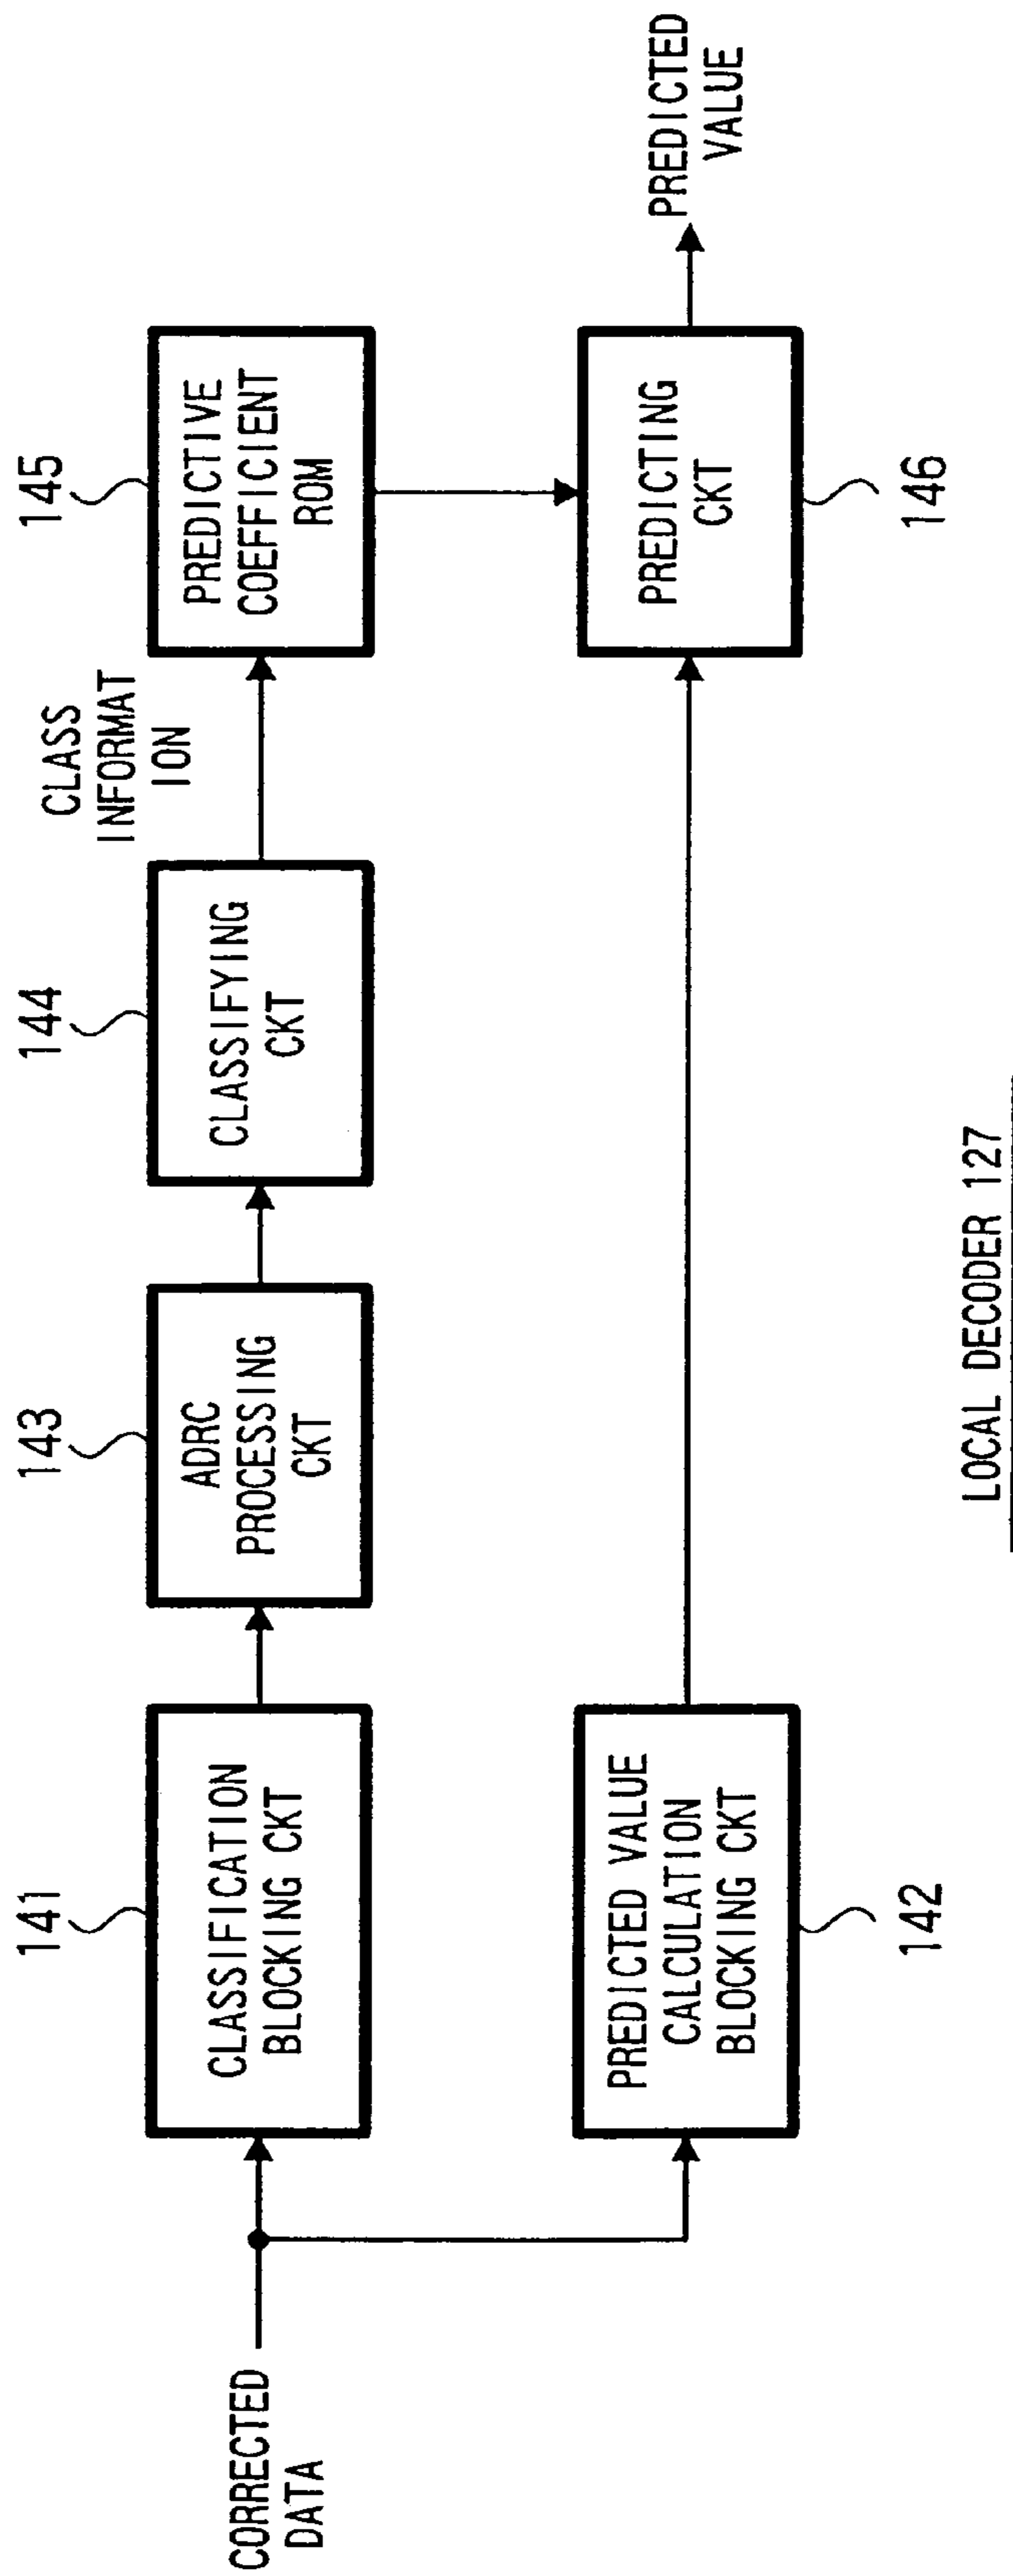 CORRECTED
DATA
141
CLASSIFICATION
BLOCKING CKT
143
ADRC
PROCESSING
CKT
144
CLASSIFYING
CKT
CLASS
INFORMAT
ION
145
PREDICTIVE
COEFFICIENT
ROM
PREDICTED VALUE
CALCULATION
BLOCKING CKT
142
PREDICTING
CKT
146
PREDICTED
VALUE
LOCAL DECODER 127